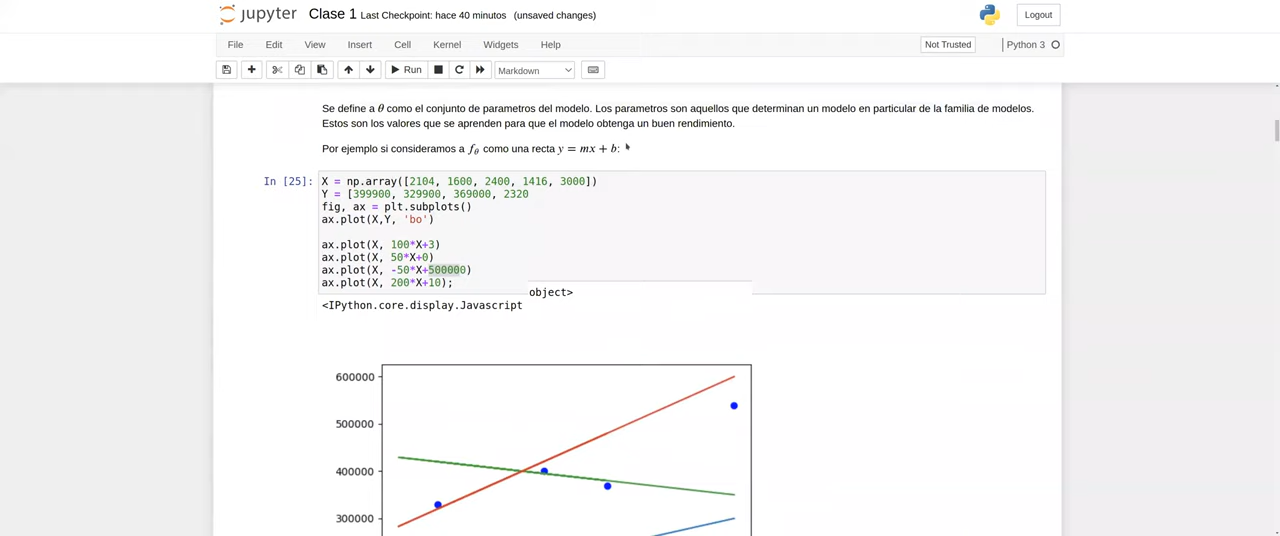 jupyter Clase 1 Last Checkpoint: hace 40 minutos (unsaved changes) Logout
File Edit View Insert Cell Kernel Widgets Help Not Trusted Python 3
Run Markdown
Se define a θ como el conjunto de parametros del modelo. Los parametros son aquellos que determinan un modelo en particular de la familia de modelos.
Estos son los valores que se aprenden para que el modelo obtenga un buen rendimiento.
Por ejemplo si consideramos a fθ como una recta y = mx + b:
In [25]: X = np.array([2104, 1600, 2400, 1416, 3000])
Y = [399900, 329900, 369000, 2320
fig, ax = plt.subplots()
ax.plot(X,Y, 'bo')
ax.plot(X, 100*X+3)
ax.plot(X, 50*X+0)
ax.plot(X, -50*X+500000)
ax.plot(X, 200*X+10);
object>
<IPython.core.display.Javascript
600000
500000
400000
300000